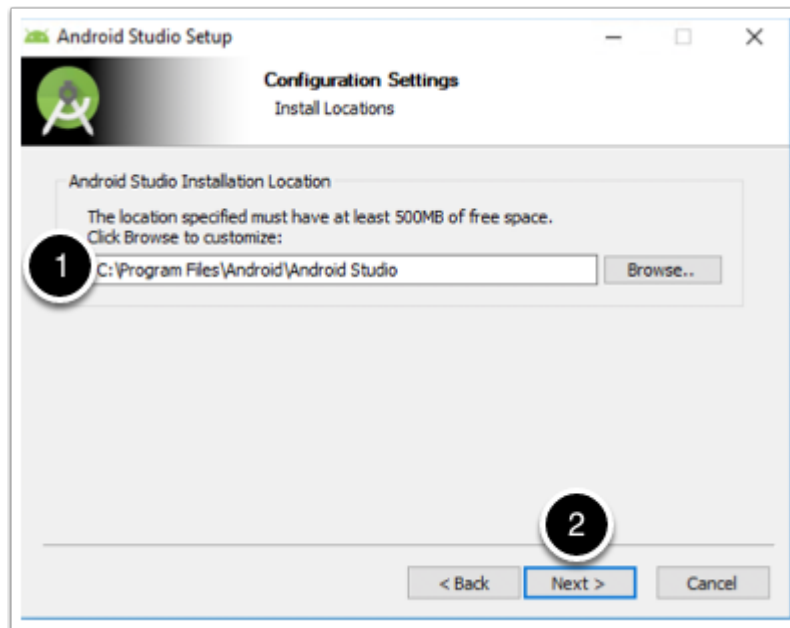 Android Studio Setup
Configuration Settings
Install Locations
Android Studio Installation Location
The location specified must have at least 500MB of free space.
Click Browse to customize:
1
C:\Program Files\Android\Android Studio
Browse..
2
< Back
Next >
Cancel